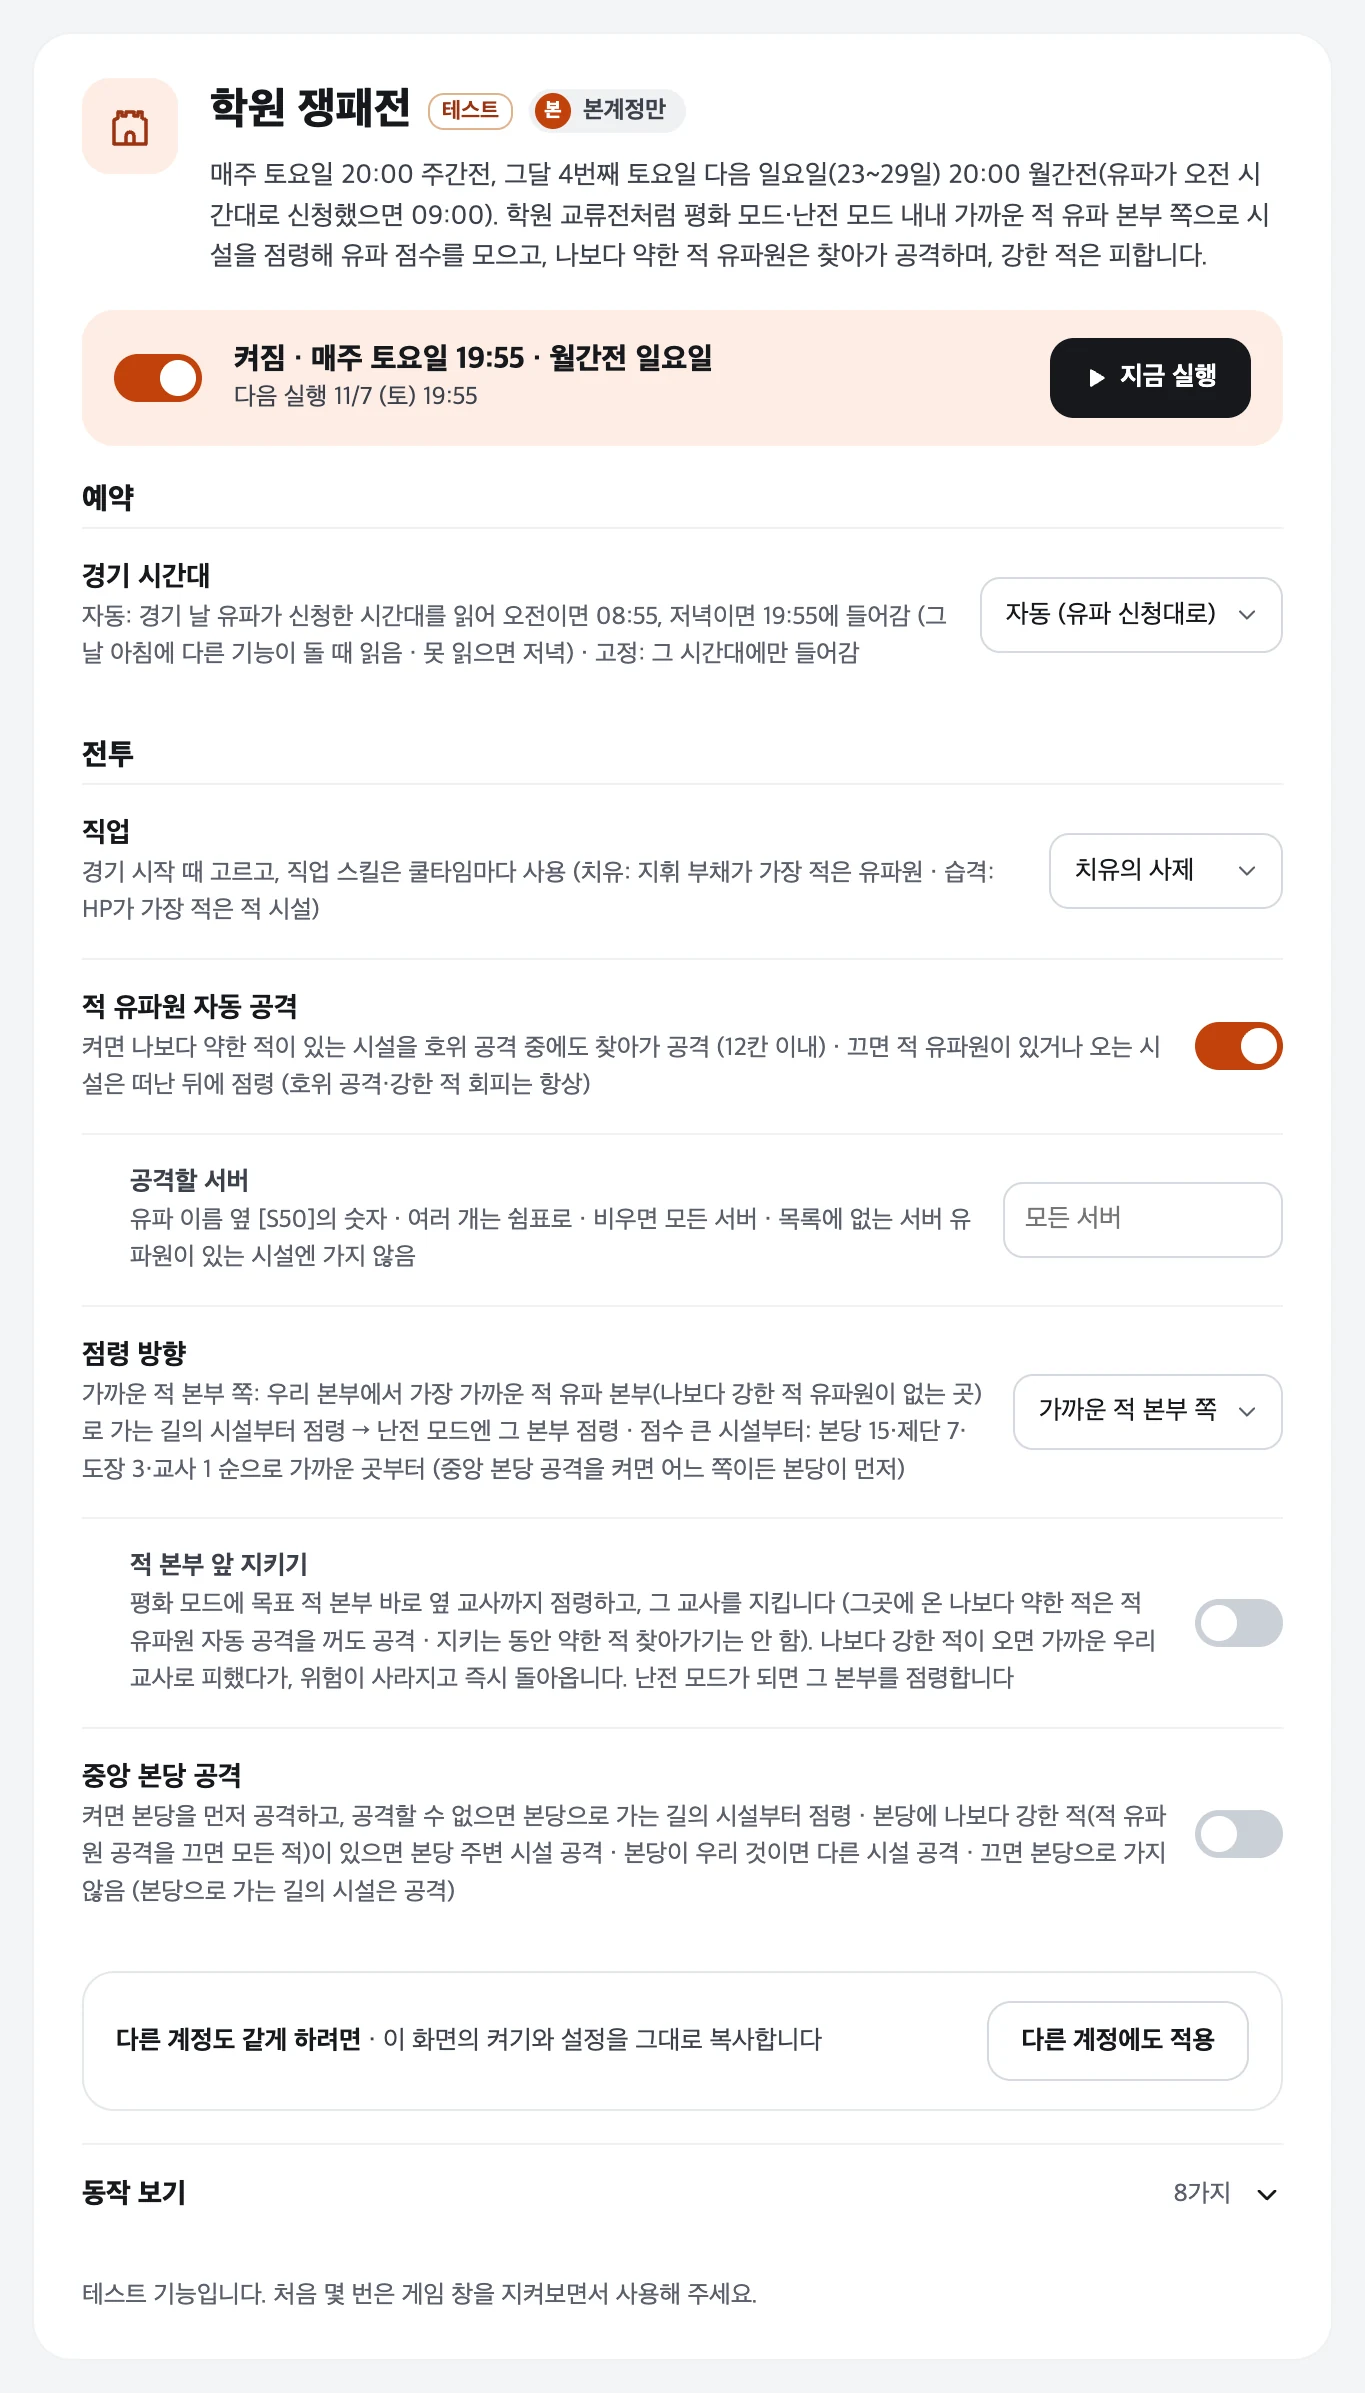 학원 쟁패전 테스트 본 본계정만
매주 토요일 20:00 주간전, 그달 4번째 토요일 다음 일요일(23~29일) 20:00 월간전(유파가 오전 시
간대로 신청했으면 09:00). 학원 교류전처럼 평화 모드·난전 모드 내내 가까운 적 유파 본부 쪽으로 시
설을 점령해 유파 점수를 모으고, 나보다 약한 적 유파원은 찾아가 공격하며, 강한 적은 피합니다.
켜짐 · 매주 토요일 19:55 · 월간전 일요일
다음 실행 11/7 (토) 19:55
지금 실행
예약
경기 시간대
자동: 경기 날 유파가 신청한 시간대를 읽어 오전이면 08:55, 저녁이면 19:55에 들어감 (그
날 아침에 다른 기능이 돌 때 읽음 · 못 읽으면 저녁) · 고정: 그 시간대에만 들어감
자동 (유파 신청대로)
전투
직업
경기 시작 때 고르고, 직업 스킬은 쿨타임마다 사용 (치유: 지휘 부채가 가장 적은 유파원 · 습격:
HP가 가장 적은 적 시설)
치유의 사제
적 유파원 자동 공격
켜면 나보다 약한 적이 있는 시설을 호위 공격 중에도 찾아가 공격 (12칸 이내) · 끄면 적 유파원이 있거나 오는 시
설은 떠난 뒤에 점령 (호위 공격·강한 적 회피는 항상)
공격할 서버
유파 이름 옆 [S50]의 숫자 · 여러 개는 쉼표로 · 비우면 모든 서버 · 목록에 없는 서버 유
파원이 있는 시설엔 가지 않음
모든 서버
점령 방향
가까운 적 본부 쪽: 우리 본부에서 가장 가까운 적 유파 본부(나보다 강한 적 유파원이 없는 곳)
로 가는 길의 시설부터 점령 → 난전 모드엔 그 본부 점령 · 점수 큰 시설부터: 본당 15·제단 7·
도장 3·교사 1 순으로 가까운 곳부터 (중앙 본당 공격을 켜면 어느 쪽이든 본당이 먼저)
가까운 적 본부 쪽
적 본부 앞 지키기
평화 모드에 목표 적 본부 바로 옆 교사까지 점령하고, 그 교사를 지킵니다 (그곳에 온 나보다 약한 적은 적
유파원 자동 공격을 꺼도 공격 · 지키는 동안 약한 적 찾아가기는 안 함). 나보다 강한 적이 오면 가까운 우리
교사로 피했다가, 위험이 사라지고 즉시 돌아옵니다. 난전 모드가 되면 그 본부를 점령합니다
중앙 본당 공격
켜면 본당을 먼저 공격하고, 공격할 수 없으면 본당으로 가는 길의 시설부터 점령 · 본당에 나보다 강한 적(적 유파
원 공격을 끄면 모든 적)이 있으면 본당 주변 시설 공격 · 본당이 우리 것이면 다른 시설 공격 · 끄면 본당으로 가지
않음 (본당으로 가는 길의 시설은 공격)
다른 계정도 같게 하려면 · 이 화면의 켜기와 설정을 그대로 복사합니다
다른 계정에도 적용
동작 보기
8가지
테스트 기능입니다. 처음 몇 번은 게임 창을 지켜보면서 사용해 주세요.